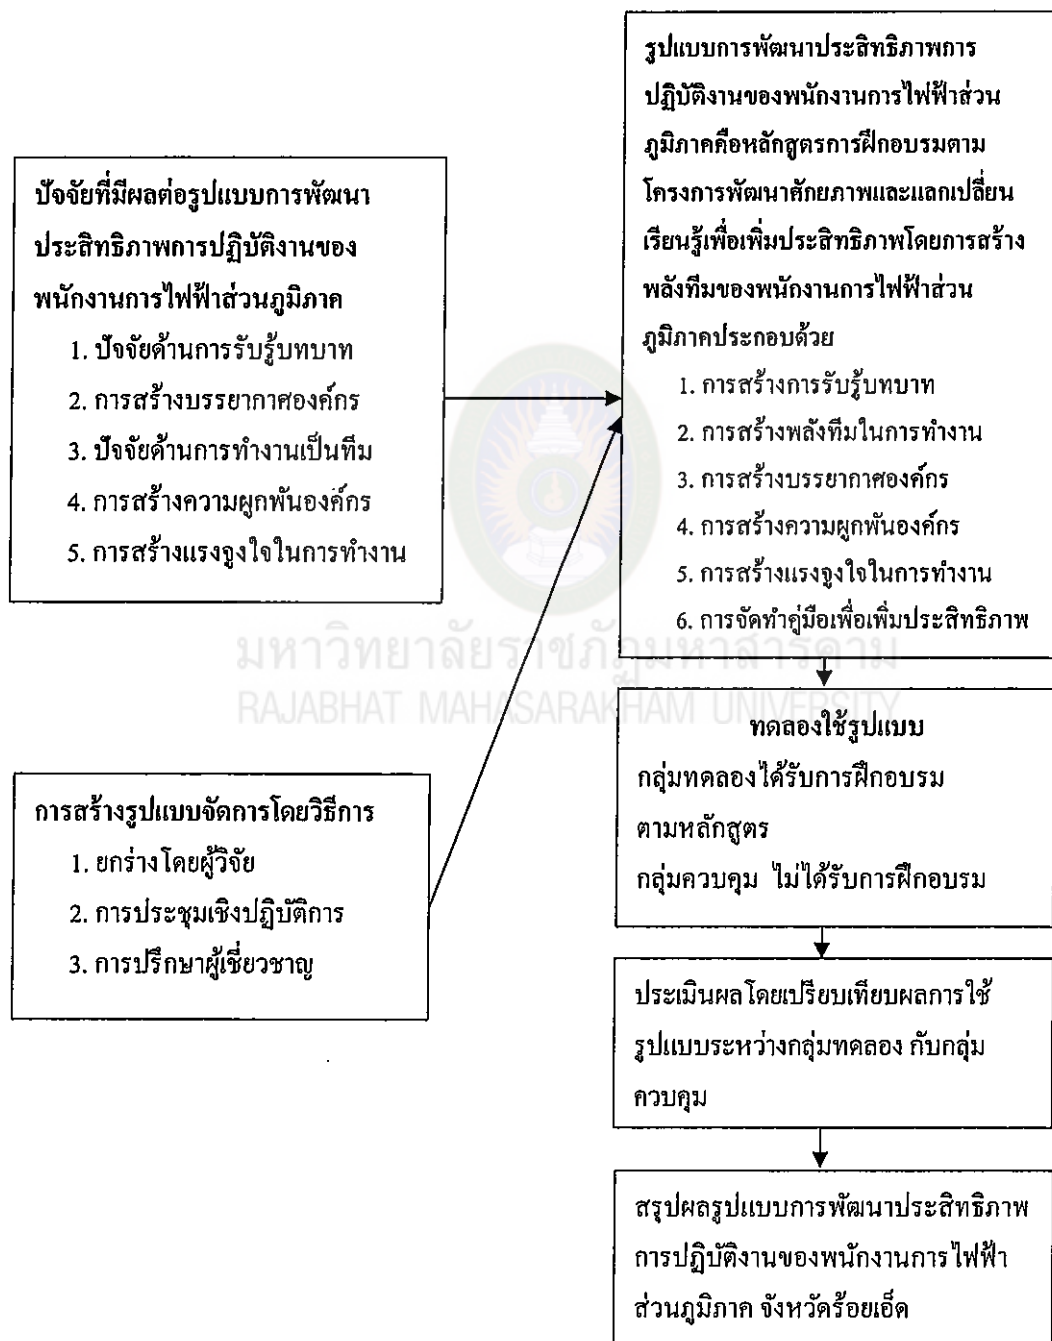 ปัจจัยที่มีผลต่อรูปแบบการพัฒนา
ประสิทธิภาพการปฏิบัติงานของ
พนักงานการไฟฟ้าส่วนภูมิภาค
1. ปัจจัยด้านการรับรู้บทบาท
2. การสร้างบรรยากาศองค์กร
3. ปัจจัยด้านการทำงานเป็นทีม
4. การสร้างความผูกพันองค์กร
5. การสร้างแรงจูงใจในการทำงาน
การสร้างรูปแบบจัดการโดยวิธีการ
1. ยกร่างโดยผู้วิจัย
2. การประชุมเชิงปฏิบัติการ
3. การปรึกษาผู้เชี่ยวชาญ
รูปแบบการพัฒนาประสิทธิภาพการ
ปฏิบัติงานของพนักงานการไฟฟ้าส่วน
ภูมิภาคคือหลักสูตรการฝึกอบรมตาม
โครงการพัฒนาศักยภาพและแลกเปลี่ยน
เรียนรู้เพื่อเพิ่มประสิทธิภาพโดยการสร้าง
พลังทีมของพนักงานการไฟฟ้าส่วน
ภูมิภาคประกอบด้วย
1. การสร้างการรับรู้บทบาท
2. การสร้างพลังทีมในการทำงาน
3. การสร้างบรรยากาศองค์กร
4. การสร้างความผูกพันองค์กร
5. การสร้างแรงจูงใจในการทำงาน
6. การจัดทำคู่มือเพื่อเพิ่มประสิทธิภาพ
มหาวิทยาลัยราชภัฏมหาสารคาม
RAJABHAT MAHASARAKHAM UNIVERSITY
ทดลองใช้รูปแบบ
กลุ่มทดลองได้รับการฝึกอบรม
ตามหลักสูตร
กลุ่มควบคุม ไม่ได้รับการฝึกอบรม
ประเมินผลโดยเปรียบเทียบผลการใช้
รูปแบบระหว่างกลุ่มทดลอง กับกลุ่ม
ควบคุม
สรุปผลรูปแบบการพัฒนาประสิทธิภาพ
การปฏิบัติงานของพนักงานการไฟฟ้า
ส่วนภูมิภาค จังหวัดร้อยเอ็ด